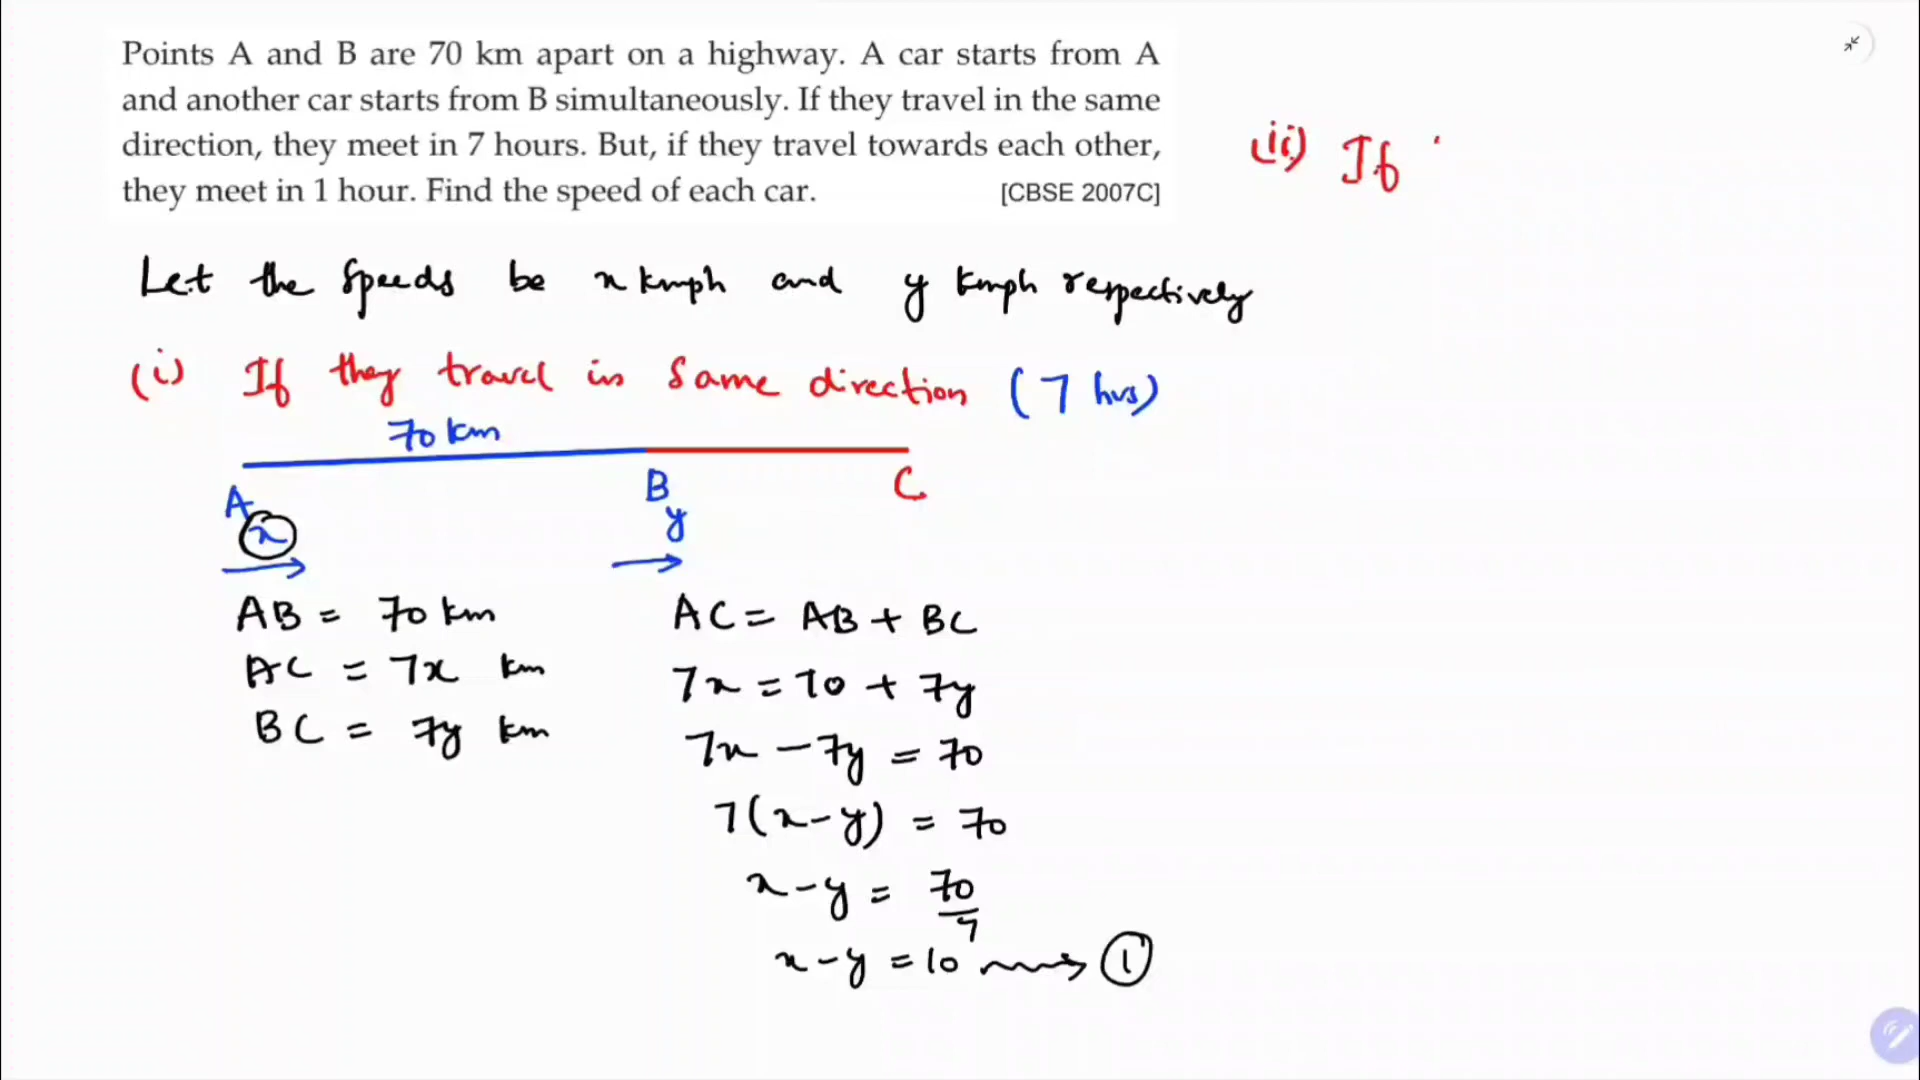 Points A and B are 70 km apart on a highway. A car starts from A
and another car starts from B simultaneously. If they travel in the same
direction, they meet in 7 hours. But, if they travel towards each other,
they meet in 1 hour. Find the speed of each car. [CBSE 2007C]
Let the speeds be x kmph and y kmph respectively
(i) If they travel in same direction (7 hrs)
70 km
A B C
x y
AB = 70 km
AC = 7x km
BC = 7y km
AC = AB + BC
7x = 70 + 7y
7x - 7y = 70
7(x-y) = 70
x-y = 70/7
x-y = 10 → ①
(ii) If